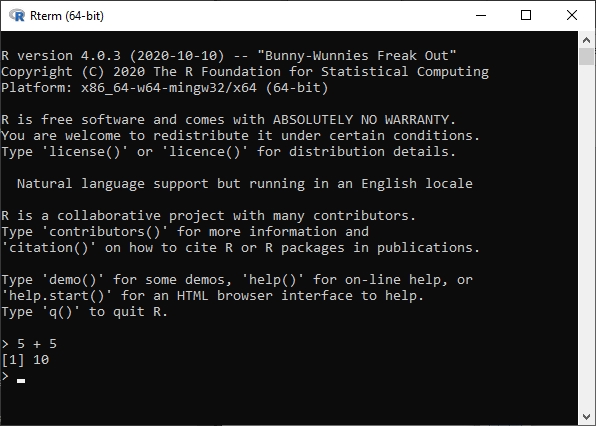 Rterm (64-bit)
R version 4.0.3 (2020-10-10) -- "Bunny-Wunnies Freak Out"
Copyright (C) 2020 The R Foundation for Statistical Computing
Platform: x86_64-w64-mingw32/x64 (64-bit)
R is free software and comes with ABSOLUTELY NO WARRANTY.
You are welcome to redistribute it under certain conditions.
Type 'license()' or 'licence()' for distribution details.
Natural language support but running in an English locale
R is a collaborative project with many contributors.
Type 'contributors()' for more information and
'citation()' on how to cite R or R packages in publications.
Type 'demo()' for some demos, 'help()' for on-line help, or
'help.start()' for an HTML browser interface to help.
Type 'q()' to quit R.
> 5 + 5
[1] 10
>